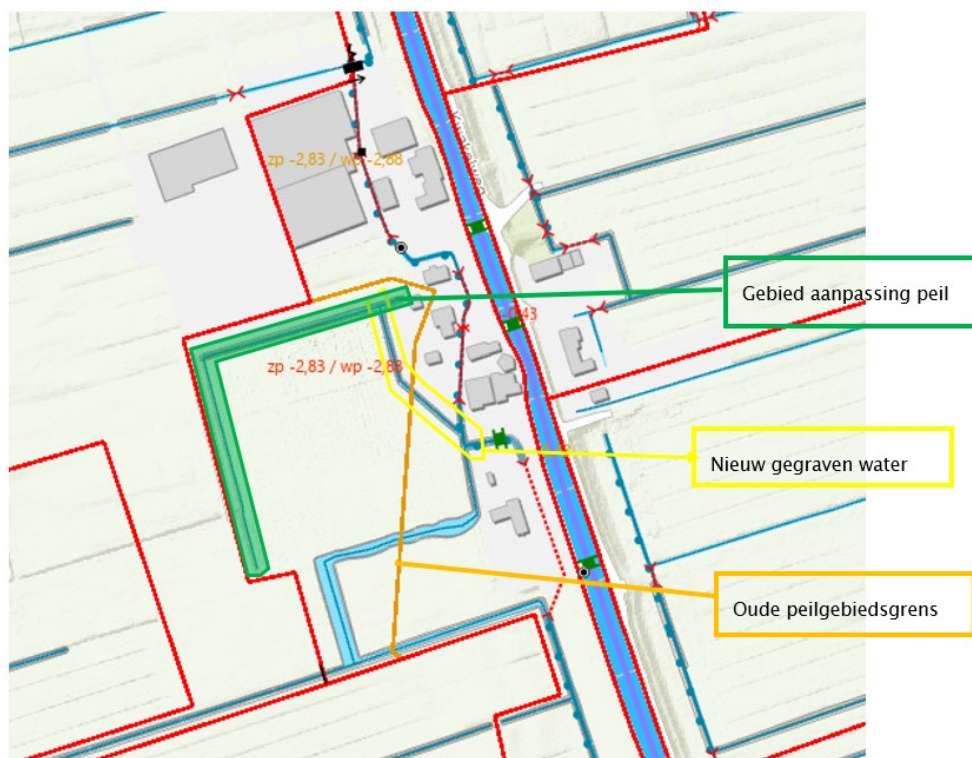 Knakelweg
zp -2,83 / wp -2,88
Gebied aanpassing peil
-0,43
zp -2,83 / wp -2,88
Nieuw gegraven water
Oude peilgebiedsgrens